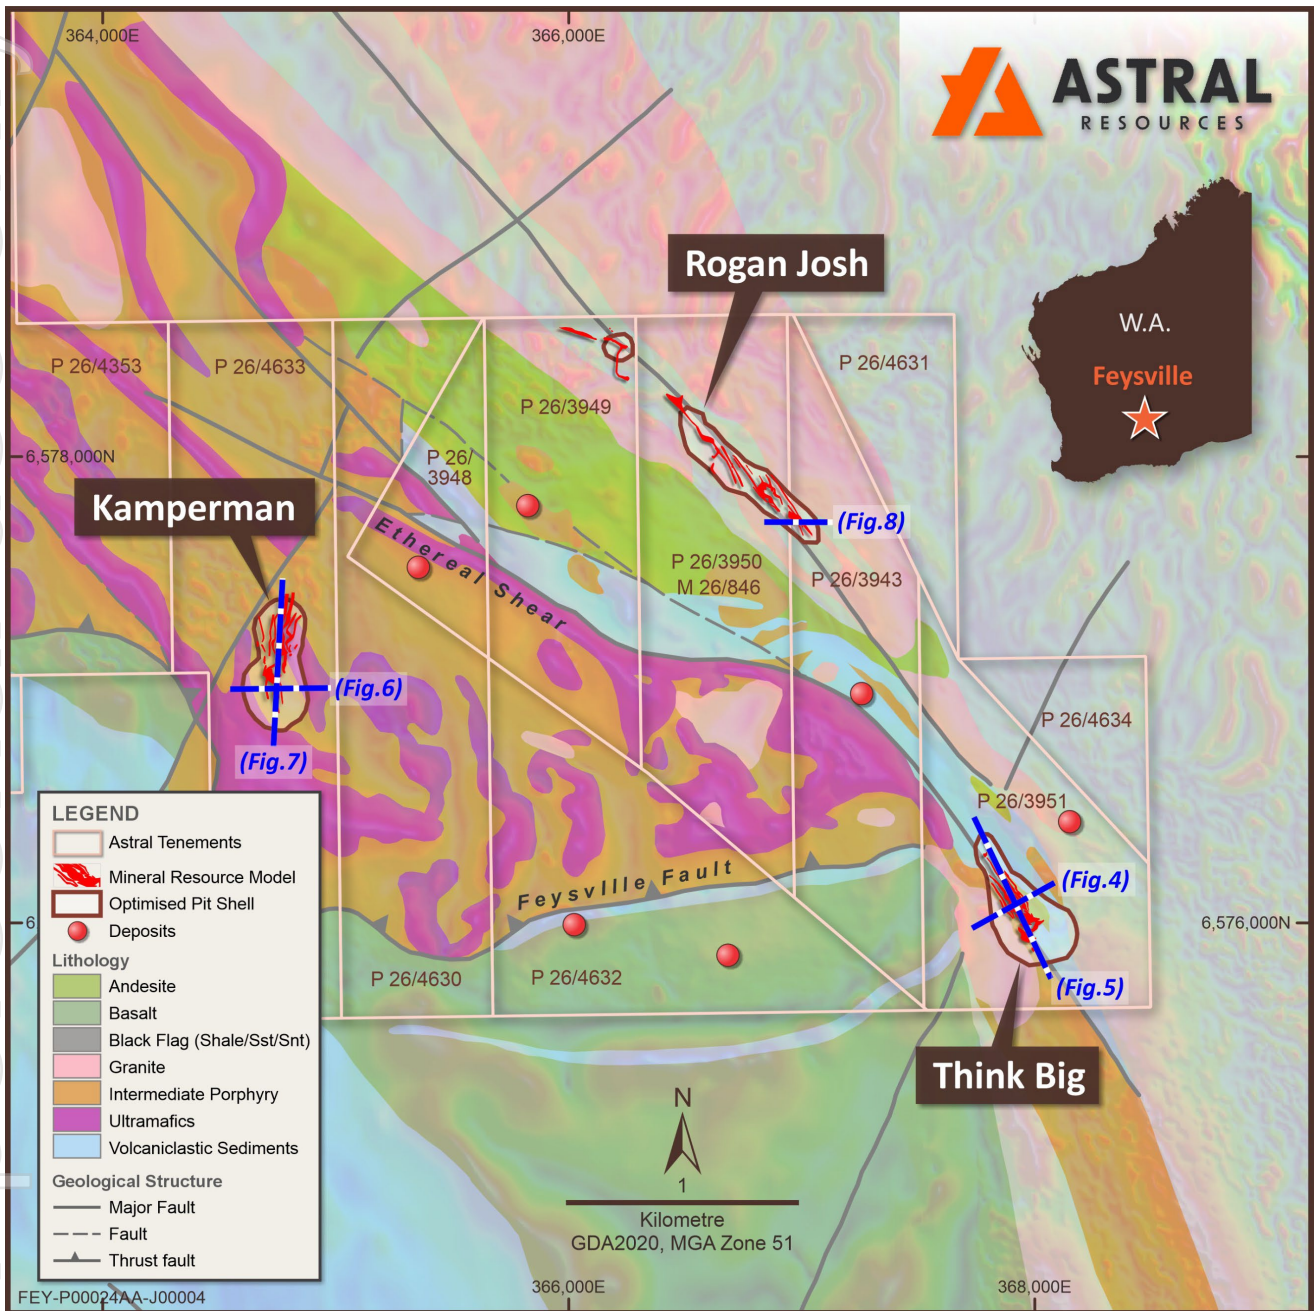 364,000E
366,000E
ASTRAL
RESOURCES
Rogan Josh
W.A.
Feysville
P 26/4353
P 26/4633
P 26/3949
P 26/4631
6,578,000N
P 26/
3948
Kamperman
(Fig.8)
Ethereal Shear
P 26/3950
M 26/846
P 26/3943
(Fig.6)
(Fig.7)
P 26/4634
P 26/3951
(Fig.4)
Feysville Fault
6
6,576,000N
P 26/4630
P 26/4632
(Fig.5)
Think Big
LEGEND
Astral Tenements
Mineral Resource Model
Optimised Pit Shell
Deposits
Lithology
Andesite
Basalt
Black Flag (Shale/Sst/Snt)
Granite
Intermediate Porphyry
Ultramafics
Volcaniclastic Sediments
Geological Structure
Major Fault
Fault
Thrust fault
N
1
Kilometre
GDA2020, MGA Zone 51
366,000E
368,000E
FEY-P00024AA-J00004